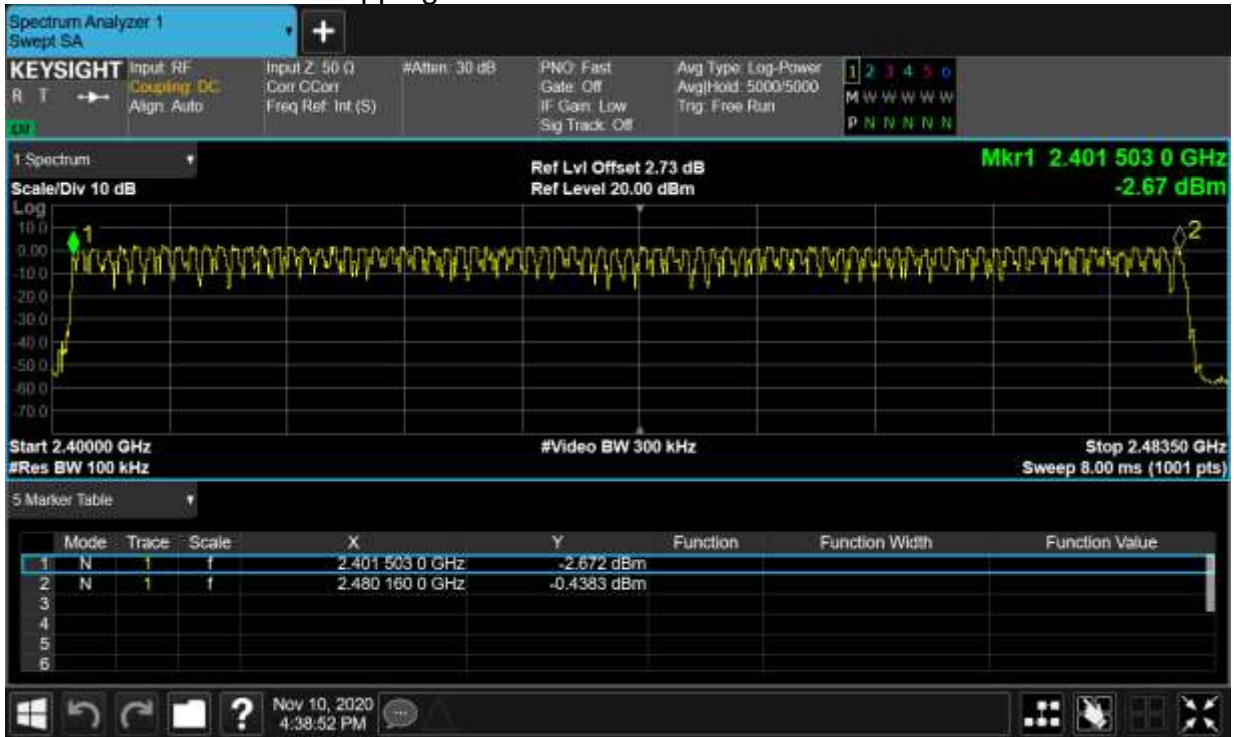 Spectrum Analyzer 1
Swept SA
+
KEYSIGHT
R T
Input: RF
Coupling: DC
Align: Auto
Input Z: 50 Ω
Corr CCorr
Freq Ref: Int (S)
#Atten: 30 dB
PNO: Fast
Gate: Off
IF Gain: Low
Sig Track: Off
Avg Type: Log-Power
Avg|Hold: 5000/5000
Trig: Free Run
1 2 3 4 5 6
M W W W W W
P N N N N N
1 Spectrum
Scale/Div 10 dB
Ref Lvl Offset 2.73 dB
Ref Level 20.00 dBm
Mkr1 2.401 503 0 GHz
-2.67 dBm
Log
10.0
0.00
-10.0
-20.0
-30.0
-40.0
-50.0
-60.0
-70.0
1
2
Start 2.40000 GHz
#Res BW 100 kHz
#Video BW 300 kHz
Stop 2.48350 GHz
Sweep 8.00 ms (1001 pts)
5 Marker Table
Mode Trace Scale X Y Function Function Width Function Value
1 N 1 f 2.401 503 0 GHz -2.672 dBm
2 N 1 f 2.480 160 0 GHz -0.4383 dBm
3
4
5
6
?
Nov 10, 2020
4:38:52 PM